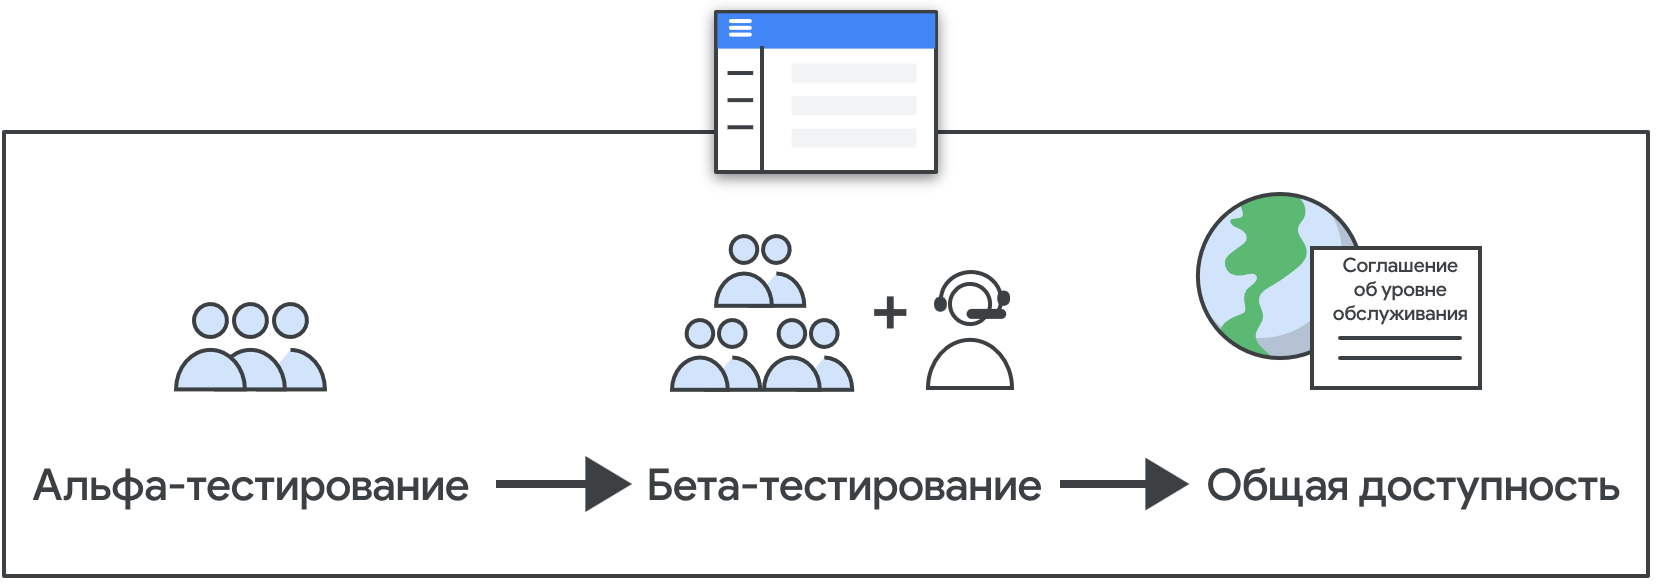 Соглашение
об уровне
обслуживания
Альфа-тестирование
Бета-тестирование
Общая доступность